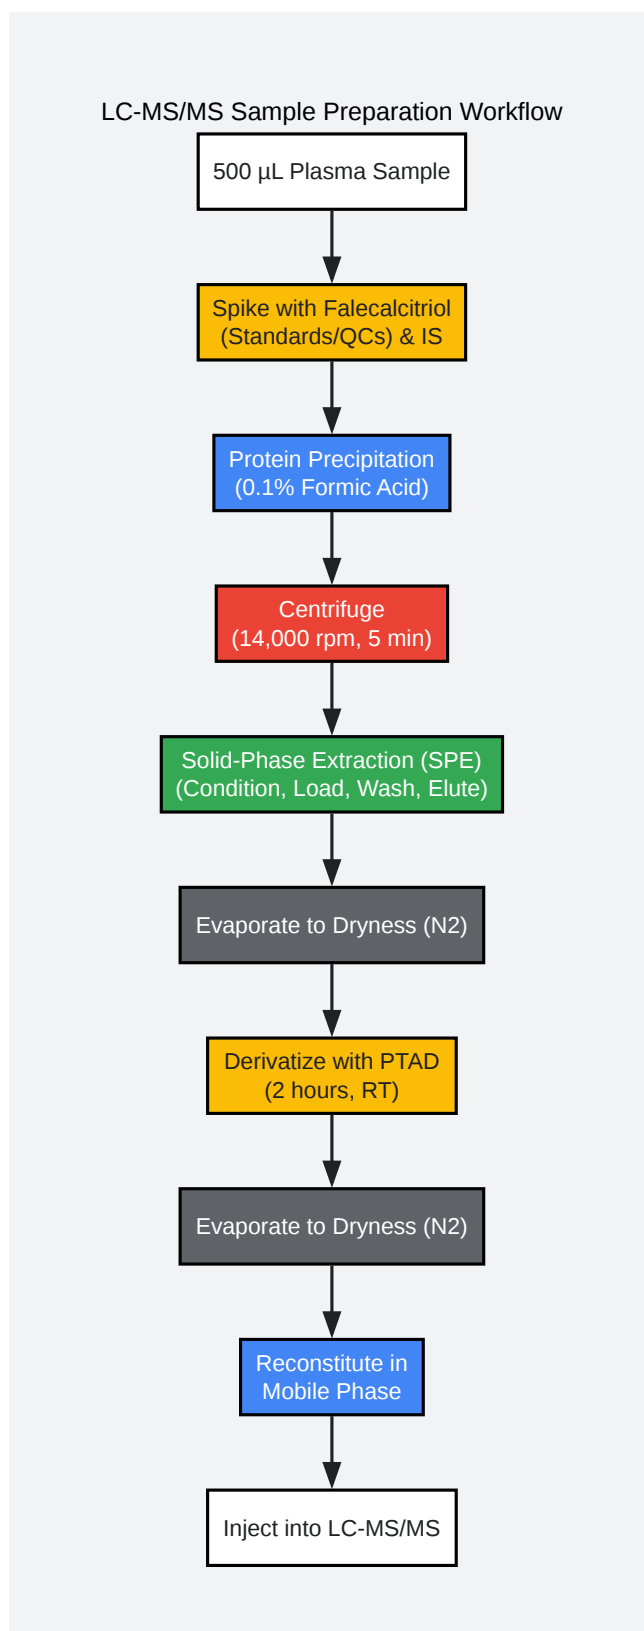 LC-MS/MS Sample Preparation Workflow
500 µL Plasma Sample
Spike with Falecalcitriol
(Standards/QCs) & IS
Protein Precipitation
(0.1% Formic Acid)
Centrifuge
(14,000 rpm, 5 min)
Solid-Phase Extraction (SPE)
(Condition, Load, Wash, Elute)
Evaporate to Dryness (N2)
Derivatize with PTAD
(2 hours, RT)
Evaporate to Dryness (N2)
Reconstitute in
Mobile Phase
Inject into LC-MS/MS